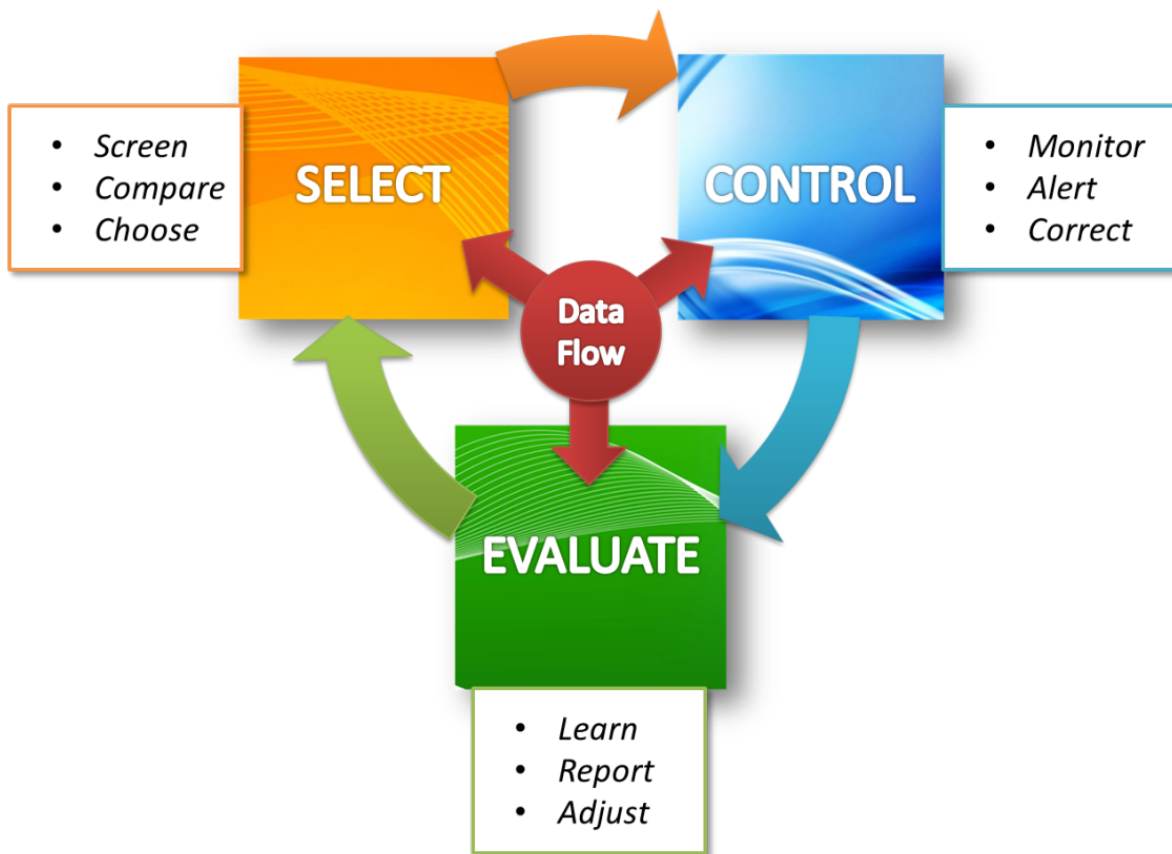 SELECT
• Screen
• Compare
• Choose
CONTROL
• Monitor
• Alert
• Correct
Data
Flow
EVALUATE
• Learn
• Report
• Adjust